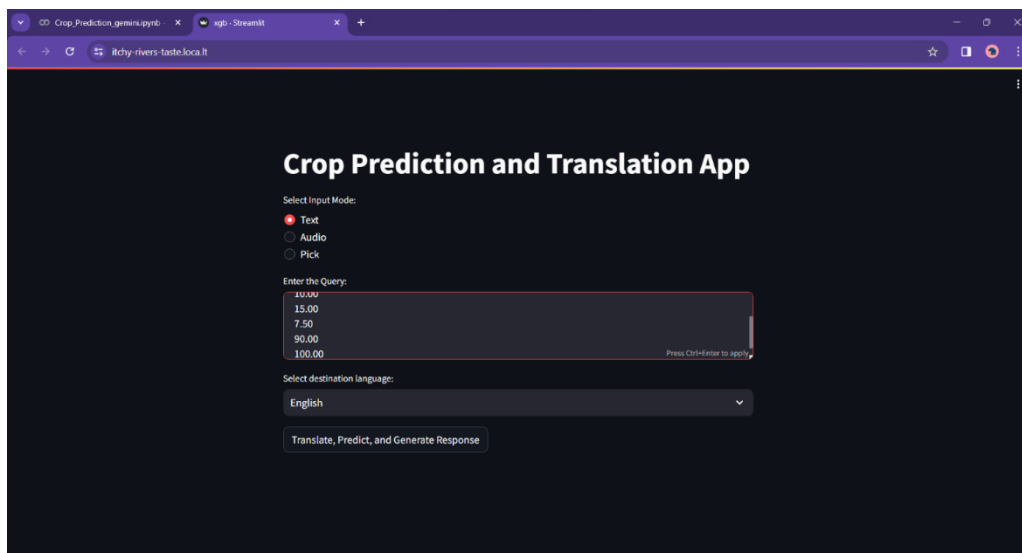 Crop_Prediction_gemini.ipynb -
xgb · Streamlit
itchy-rivers-taste.loca.lt
Crop Prediction and Translation App
Select Input Mode:
Text
Audio
Pick
Enter the Query:
10.00
15.00
7.50
90.00
100.00
Press Ctrl+Enter to apply
Select destination language:
English
Translate, Predict, and Generate Response